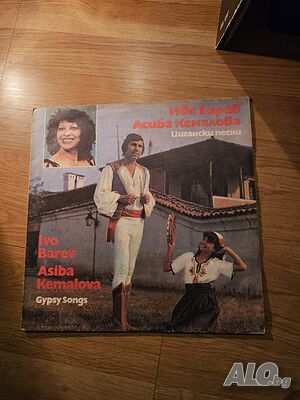 Иво Барев
Асиба Кемалова
Цигански песни
Ivo
Barev
Asiba
Kemalova
Gypsy Songs
ALO.bg